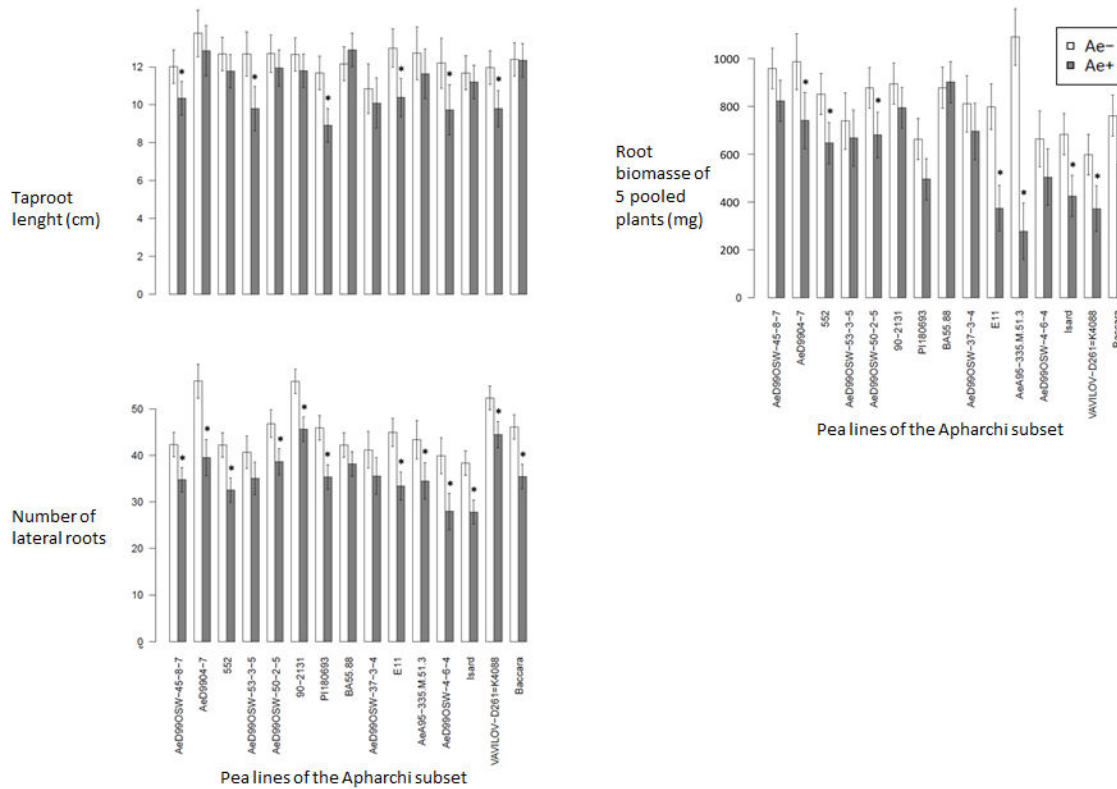 Taproot
lenght (cm)
12
10
8
6
4
2
0
Number of
lateral roots
50
40
30
20
10
0
AeD99OSW-45-8-7
AeD9904-7
552
AeD99OSW-53-3-5
AeD99OSW-50-2-5
90-2131
PI180693
BA55.88
AeD99OSW-37-3-4
E11
AeA95-335.M.51.3
AeD99OSW-4-6-4
Isard
VAVILOV-D261=K4088
Baccara
Pea lines of the Apharchi subset
Ae-
Ae+
Root
biomasse of
5 pooled
plants (mg)
1000
800
600
400
200
0
AeD99OSW-45-8-7
AeD9904-7
552
AeD99OSW-53-3-5
AeD99OSW-50-2-5
90-2131
PI180693
BA55.88
AeD99OSW-37-3-4
E11
AeA95-335.M.51.3
AeD99OSW-4-6-4
Isard
VAVILOV-D261=K4088
Baccara
Pea lines of the Apharchi subset